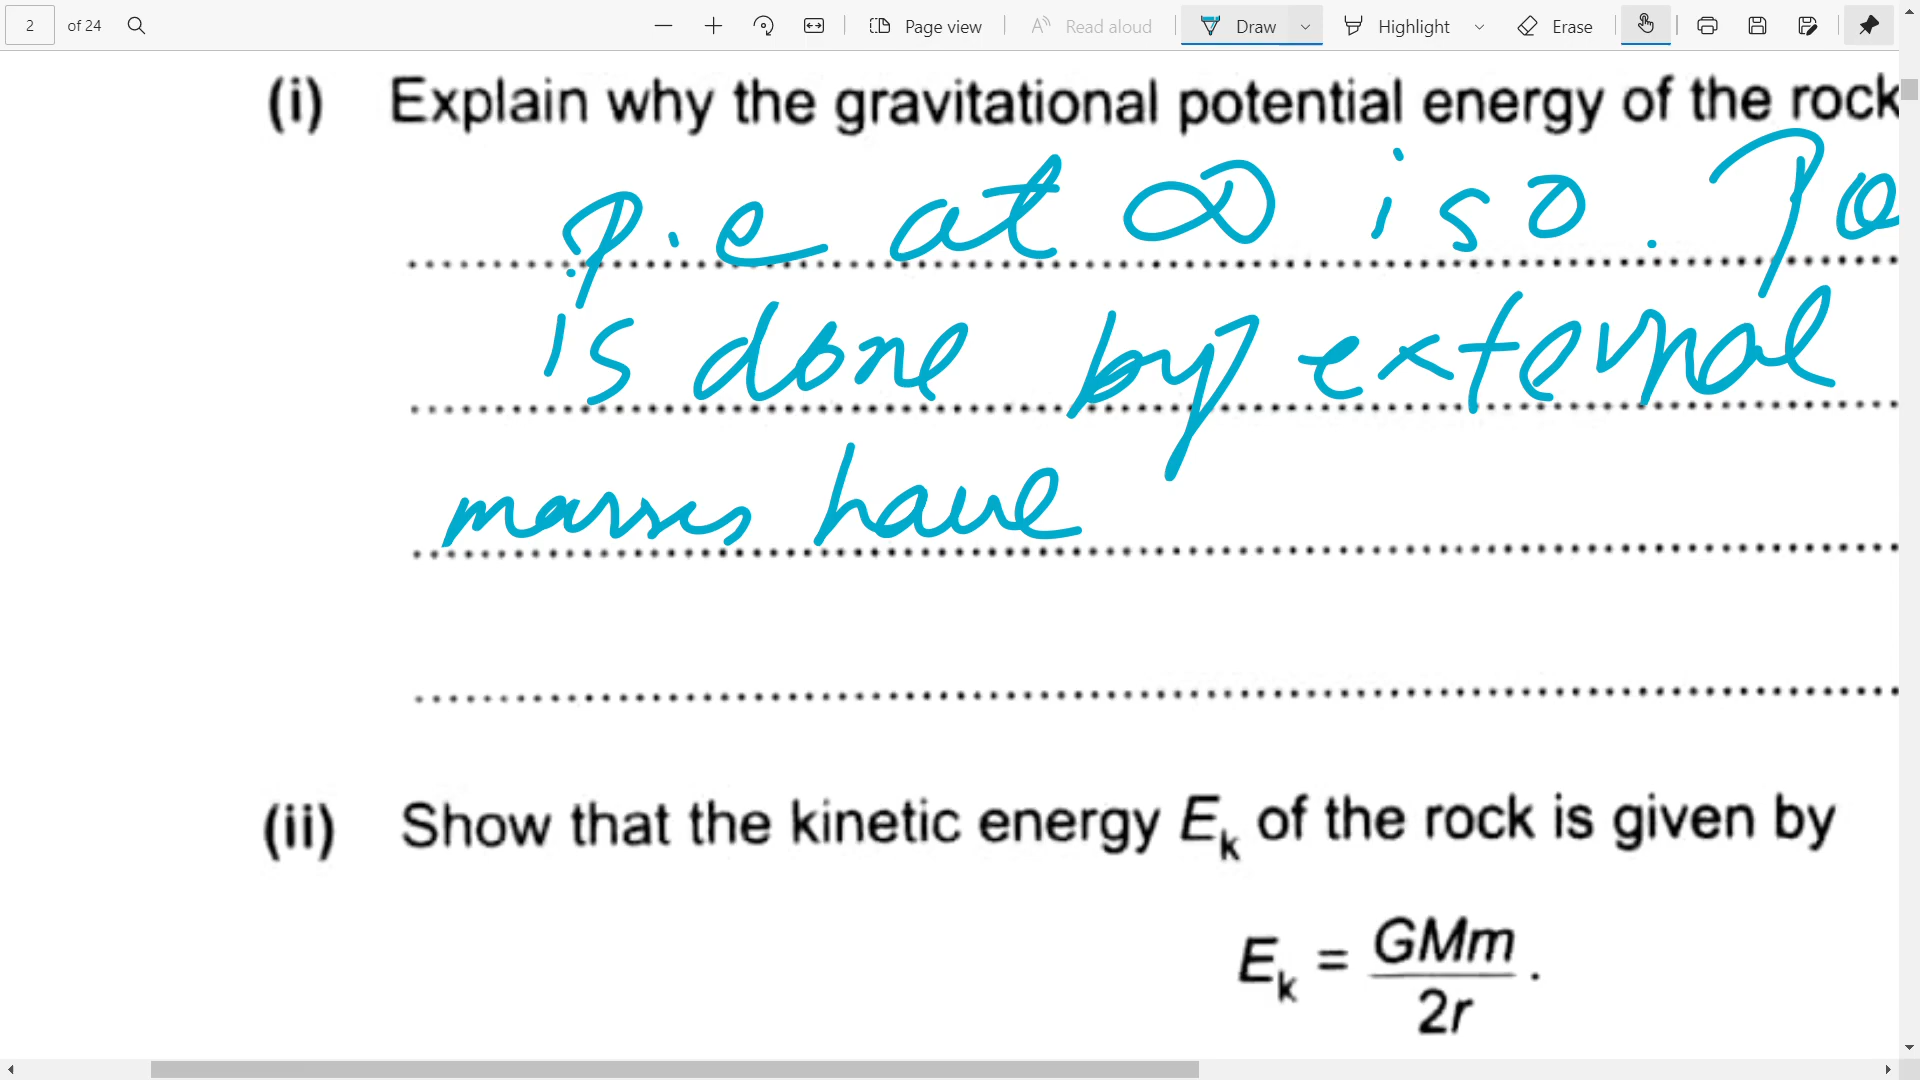 2 of 24 Page view Read aloud Draw Highlight Erase
(i) Explain why the gravitational potential energy of the rock
p.e at ∞ is 0.
is done by external
masses have
(ii) Show that the kinetic energy Ek of the rock is given by
Ek = GMm / 2r .